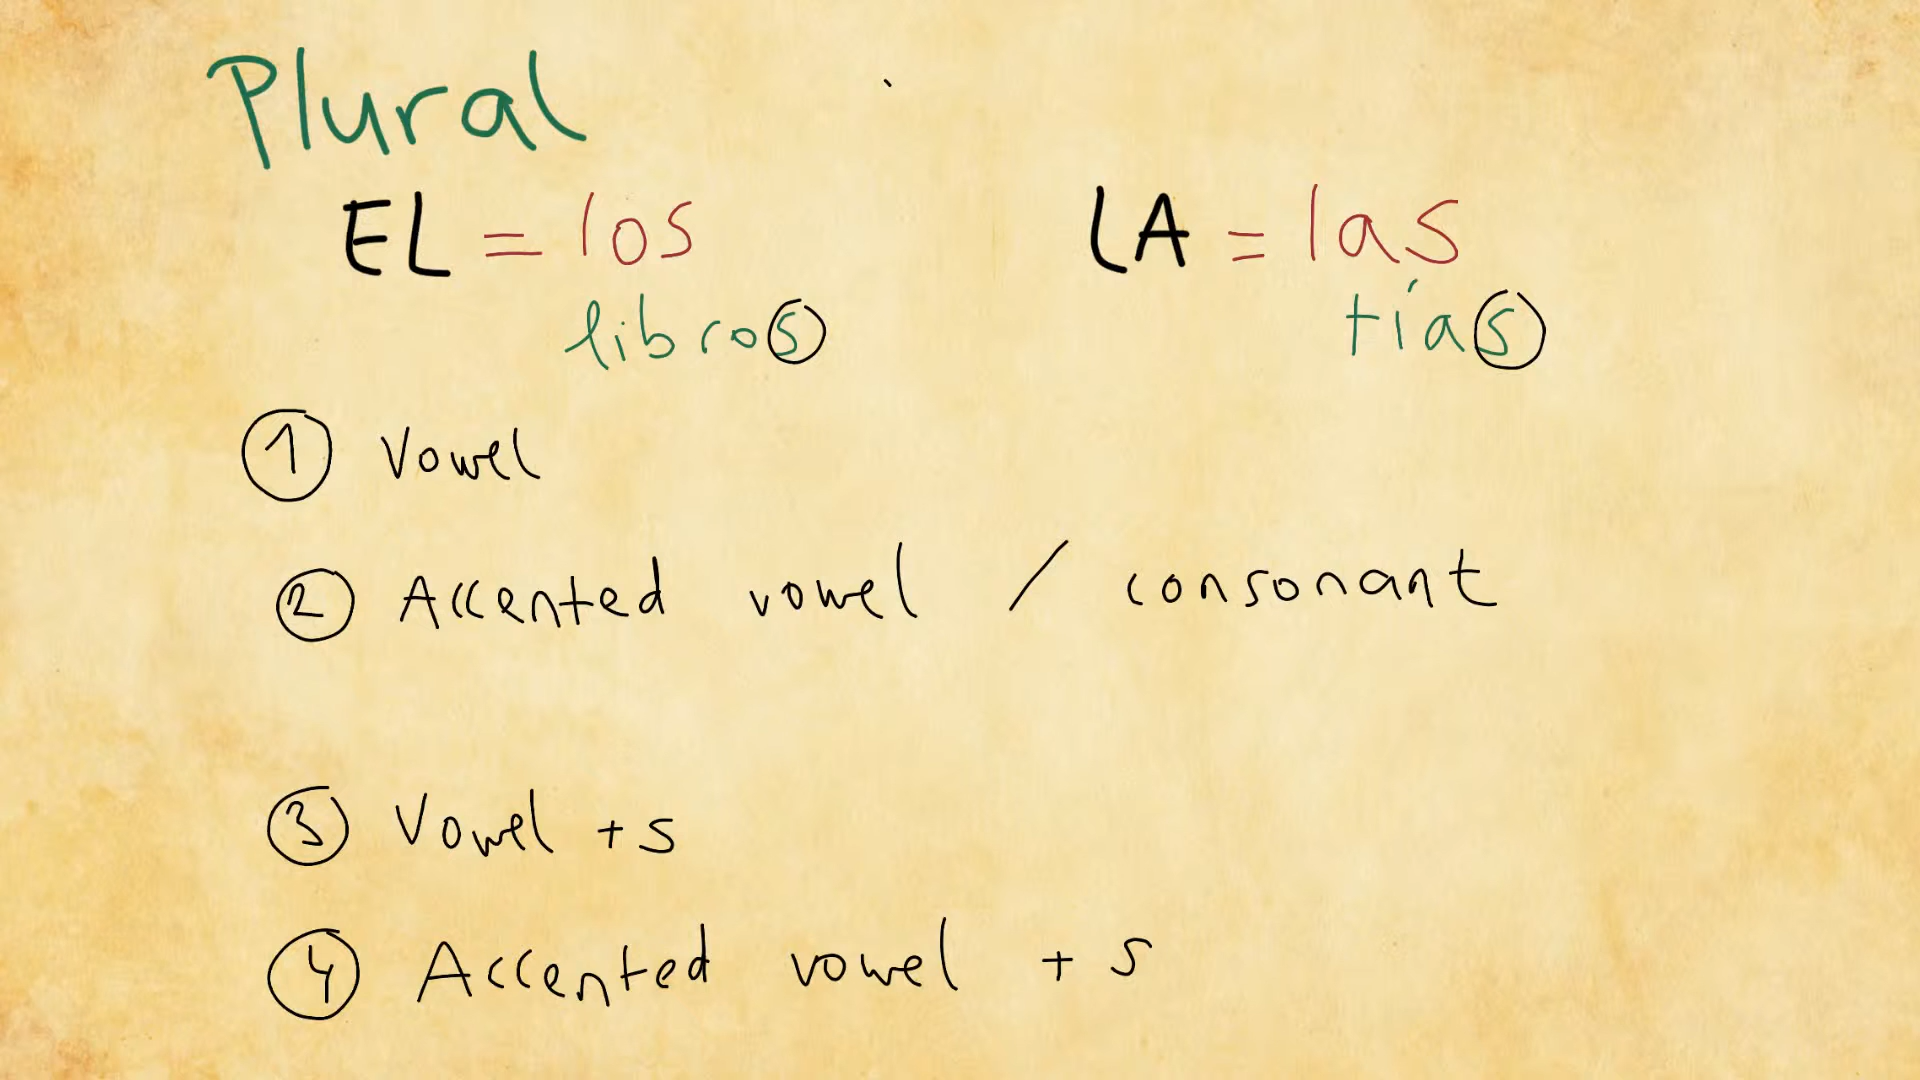 Plural
EL = los
libros
LA = las
tías
1 Vowel
2 Accented vowel / consonant
3 Vowel + s
4 Accented vowel + s